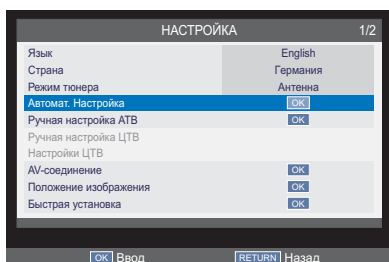 НАСТРОЙКА 1/2
Язык English
Страна Германия
Режим тюнера Антенна
Автомат. Настройка OK
Ручная настройка АТВ OK
Ручная настройка ЦТВ
Настройки ЦТВ
AV-соединение OK
Положение изображения OK
Быстрая установка OK
OK Ввод RETURN Назад